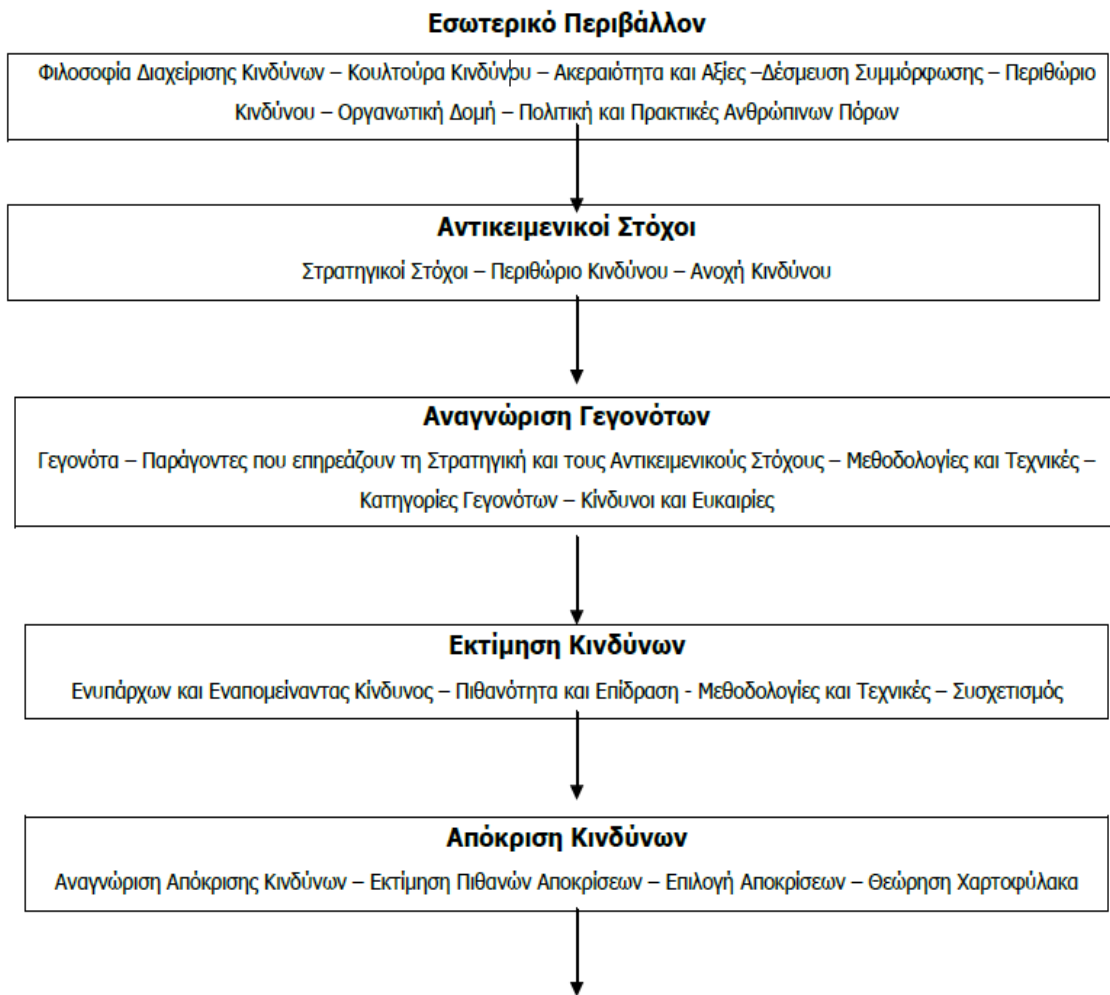 Εσωτερικό Περιβάλλον
Φιλοσοφία Διαχείρισης Κινδύνων – Κουλτούρα Κινδύνου – Ακεραιότητα και Αξίες –Δέσμευση Συμμόρφωσης – Περιθώριο
Κινδύνου – Οργανωτική Δομή – Πολιτική και Πρακτικές Ανθρώπινων Πόρων
Αντικειμενικοί Στόχοι
Στρατηγικοί Στόχοι – Περιθώριο Κινδύνου – Ανοχή Κινδύνου
Αναγνώριση Γεγονότων
Γεγονότα – Παράγοντες που επηρεάζουν τη Στρατηγική και τους Αντικειμενικούς Στόχους – Μεθοδολογίες και Τεχνικές –
Κατηγορίες Γεγονότων – Κίνδυνοι και Ευκαιρίες
Εκτίμηση Κινδύνων
Ενυπάρχων και Εναπομείναντας Κίνδυνος – Πιθανότητα και Επίδραση - Μεθοδολογίες και Τεχνικές – Συσχετισμός
Απόκριση Κινδύνων
Αναγνώριση Απόκρισης Κινδύνων – Εκτίμηση Πιθανών Αποκρίσεων – Επιλογή Αποκρίσεων – Θεώρηση Χαρτοφύλακα